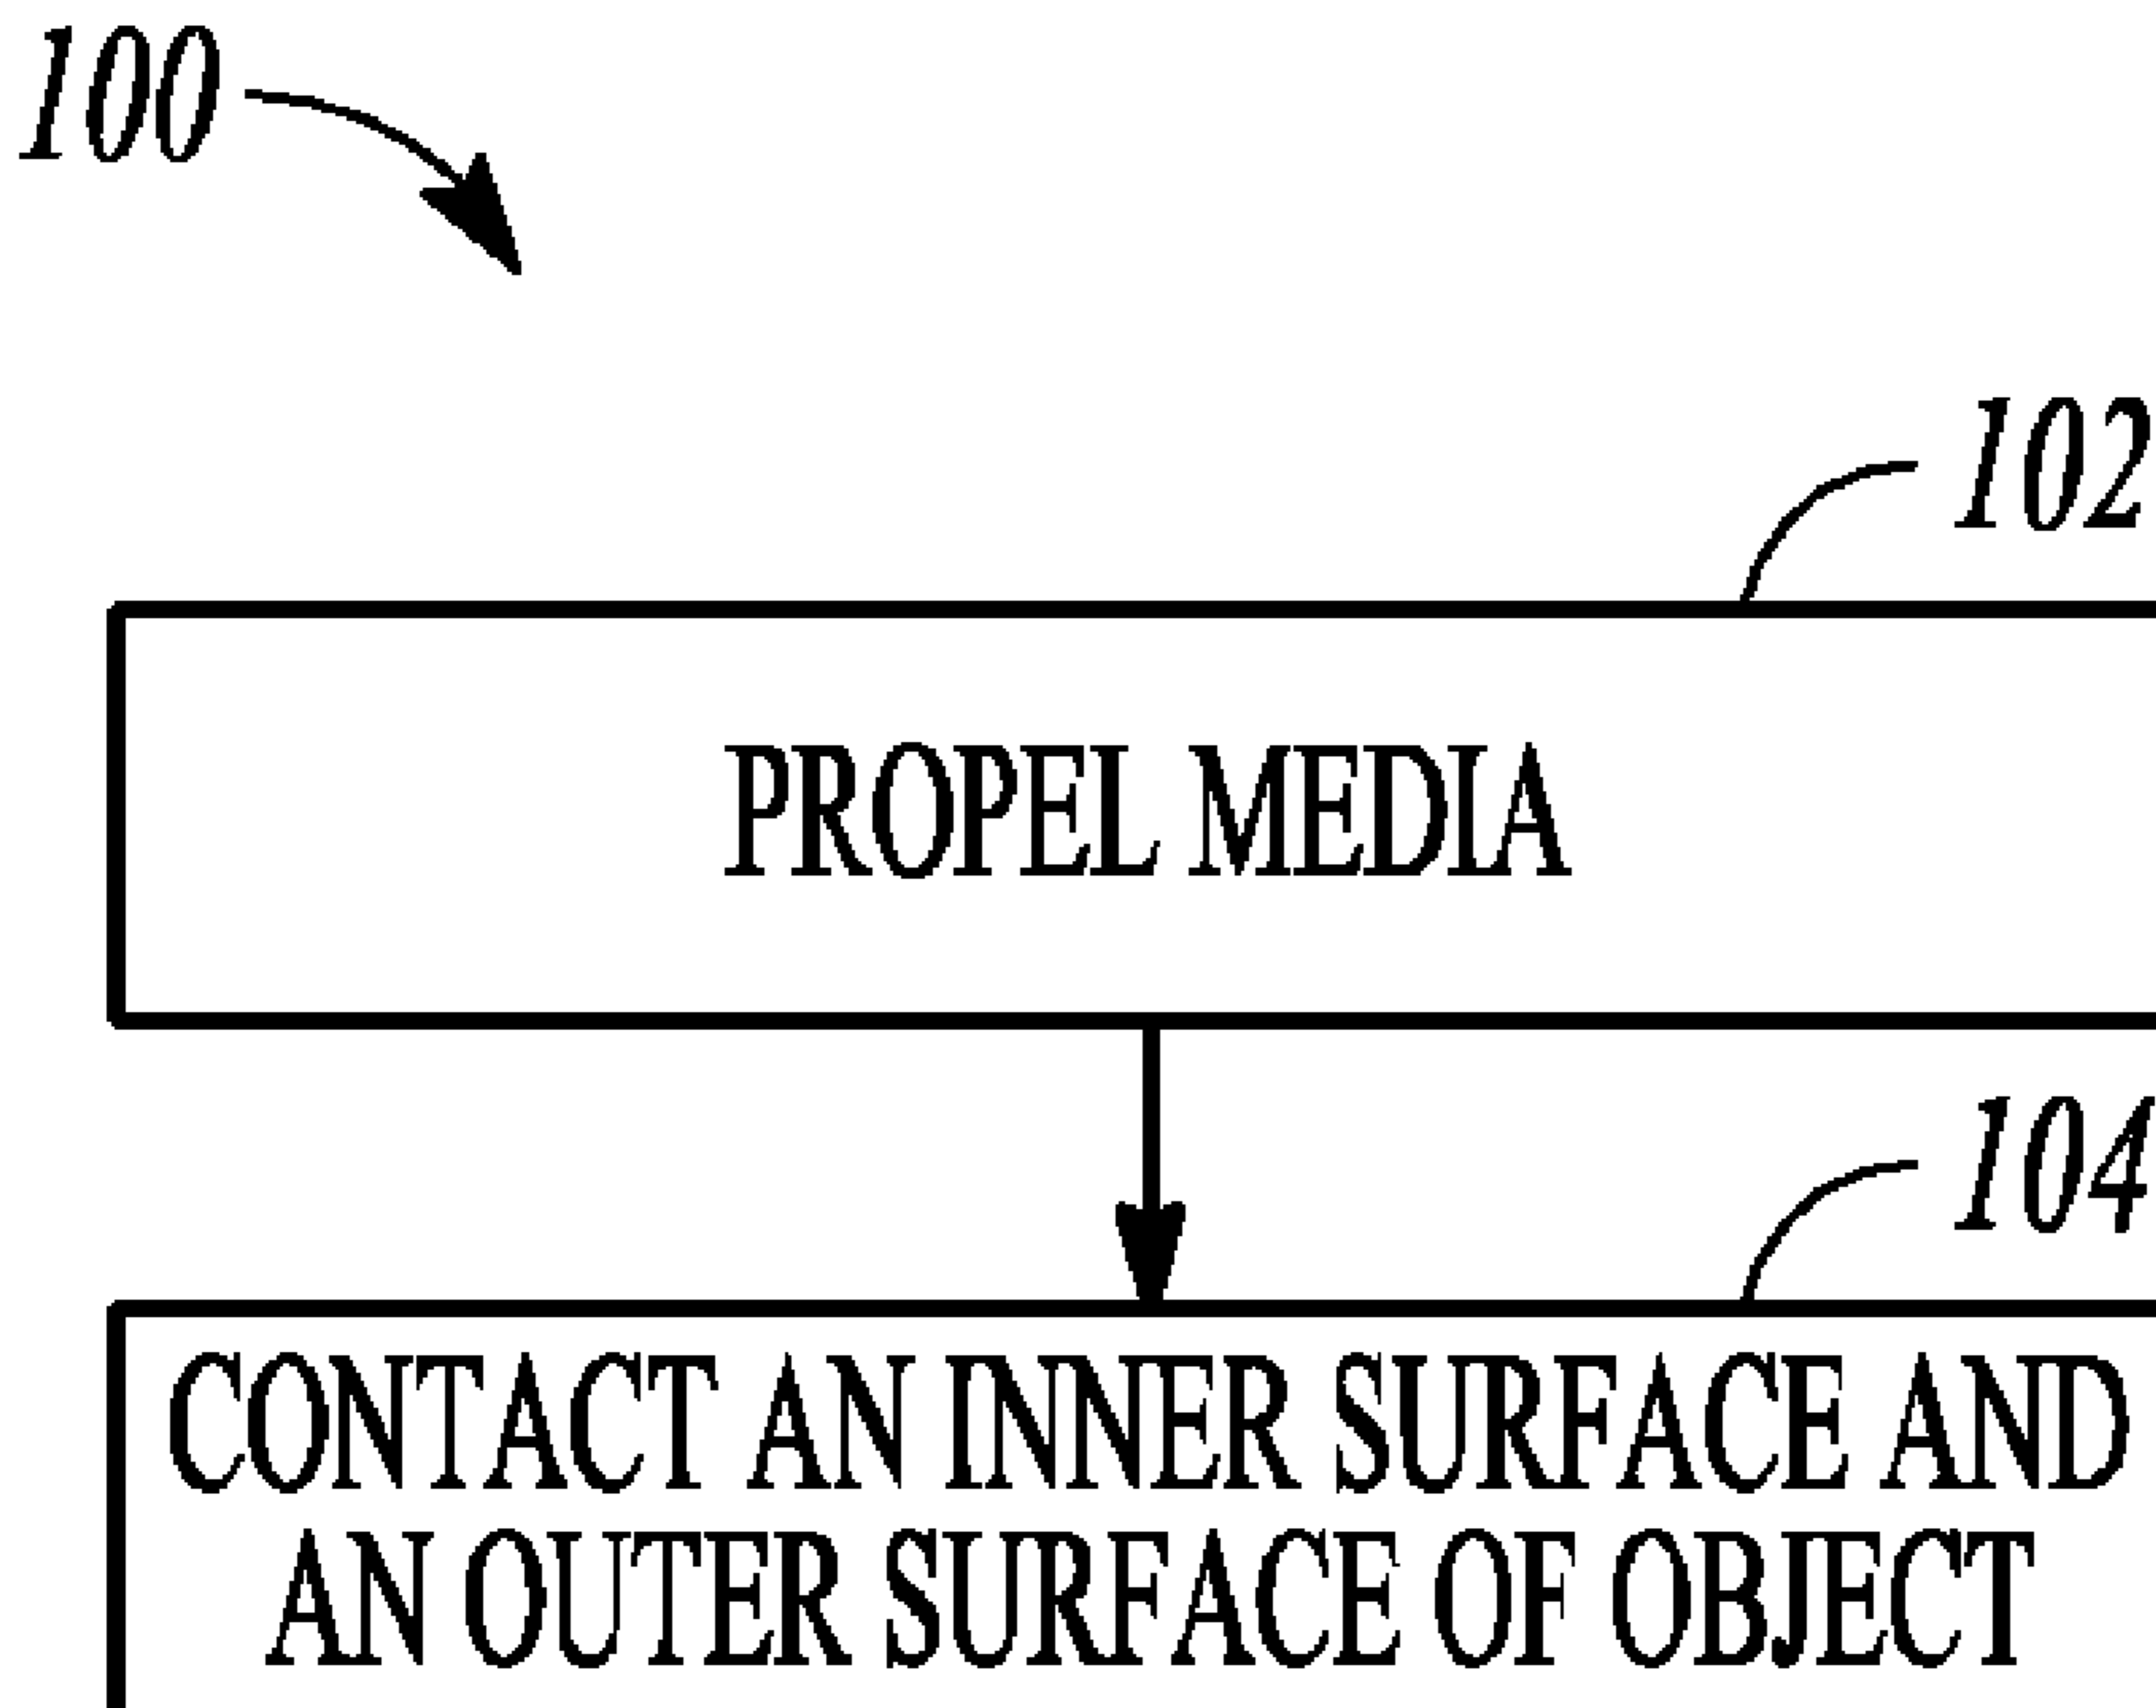 100
102
PROPEL MEDIA
104
CONTACT AN INNER SURFACE AND
AN OUTER SURFACE OF OBJECT